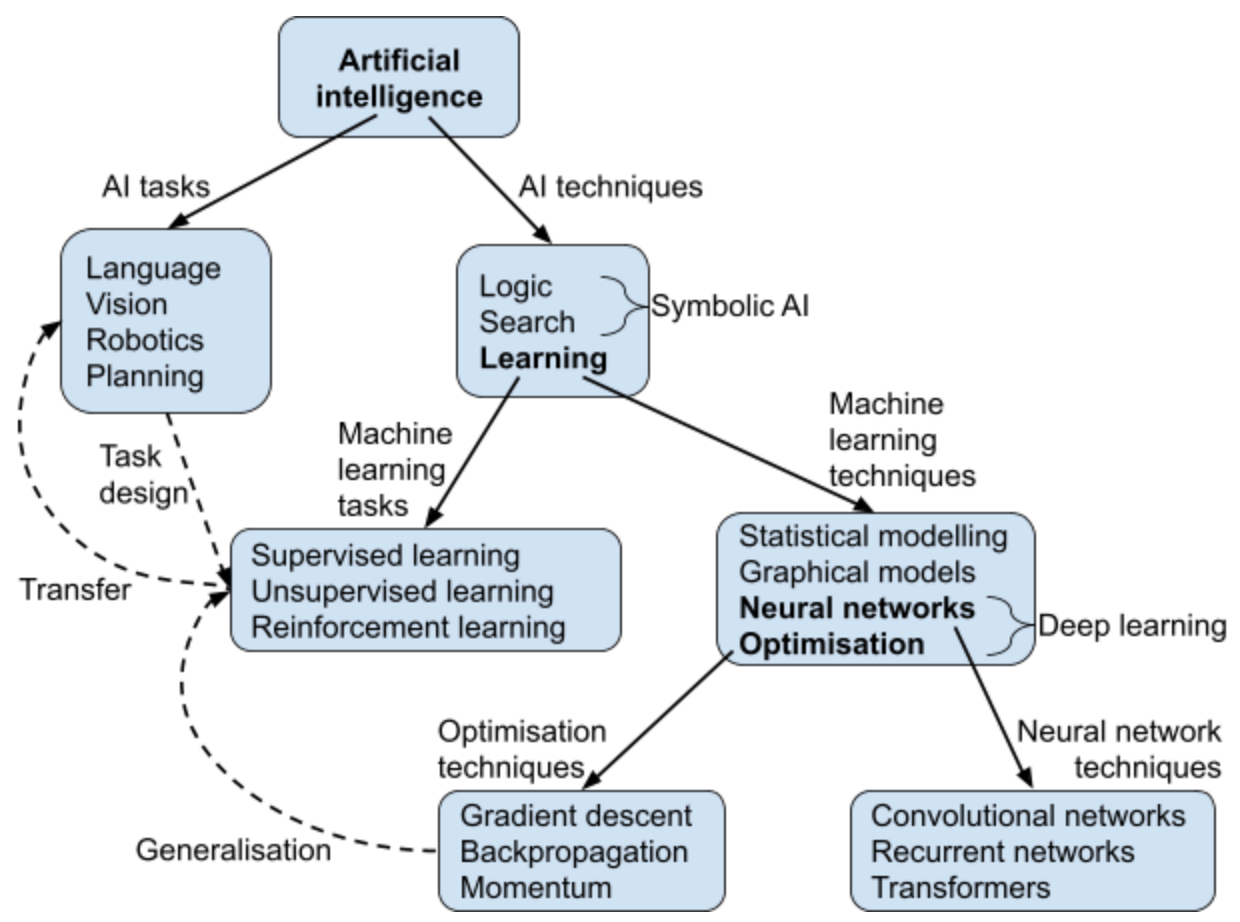 Artificial
intelligence
AI tasks
AI techniques
Language
Vision
Robotics
Planning
Logic
Search
Learning
Symbolic AI
Task
design
Machine
learning
tasks
Machine
learning
techniques
Transfer
Supervised learning
Unsupervised learning
Reinforcement learning
Statistical modelling
Graphical models
Neural networks
Optimisation
Deep learning
Optimisation
techniques
Neural network
techniques
Generalisation
Gradient descent
Backpropagation
Momentum
Convolutional networks
Recurrent networks
Transformers